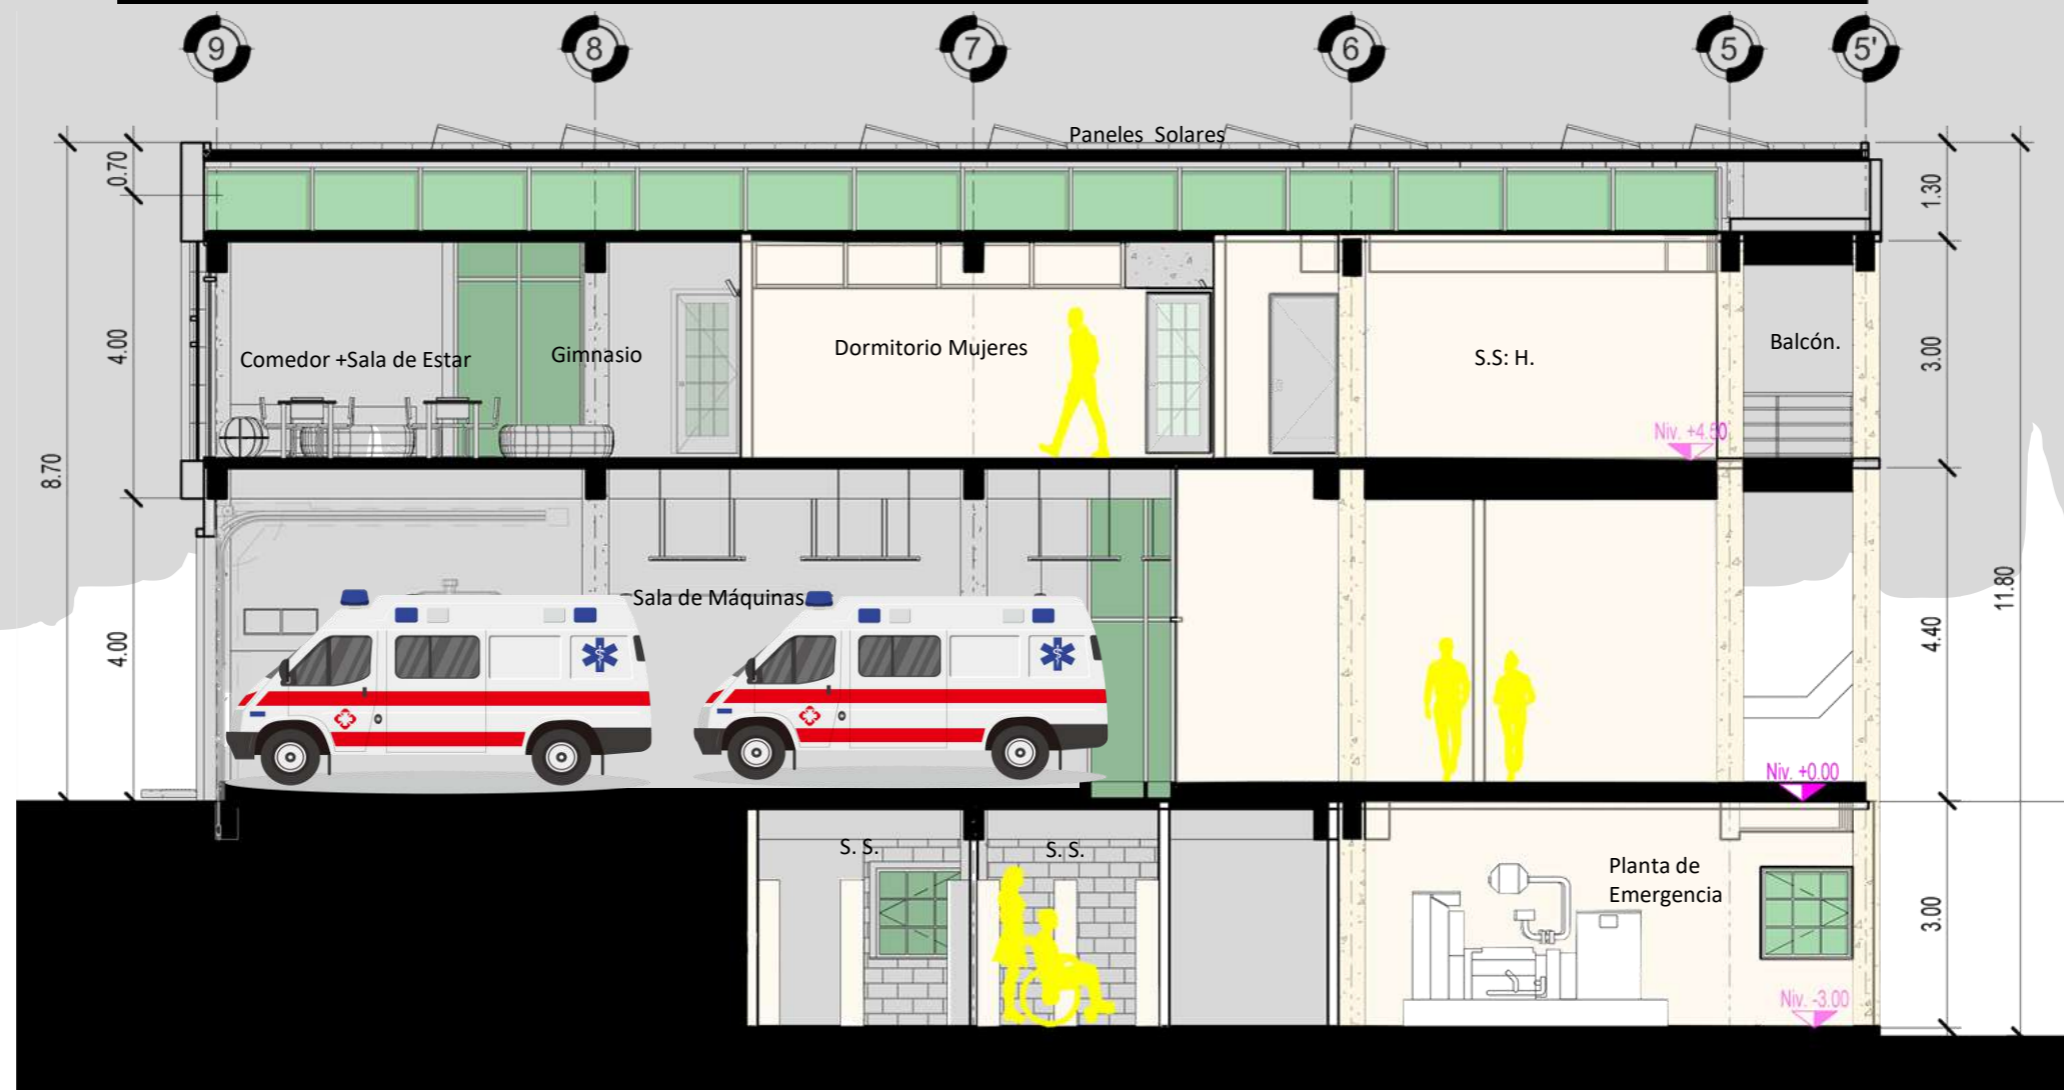 9 8 7 6 5 5'
Paneles Solares
0.70
1.30
4.00
Comedor +Sala de Estar
Gimnasio
Dormitorio Mujeres
S.S: H.
Balcón.
3.00
Niv. +4.50
8.70
Sala de Máquinas
11.80
4.00
4.40
Niv. +0.00
S. S.
S. S.
Planta de
Emergencia
3.00
Niv. -3.00